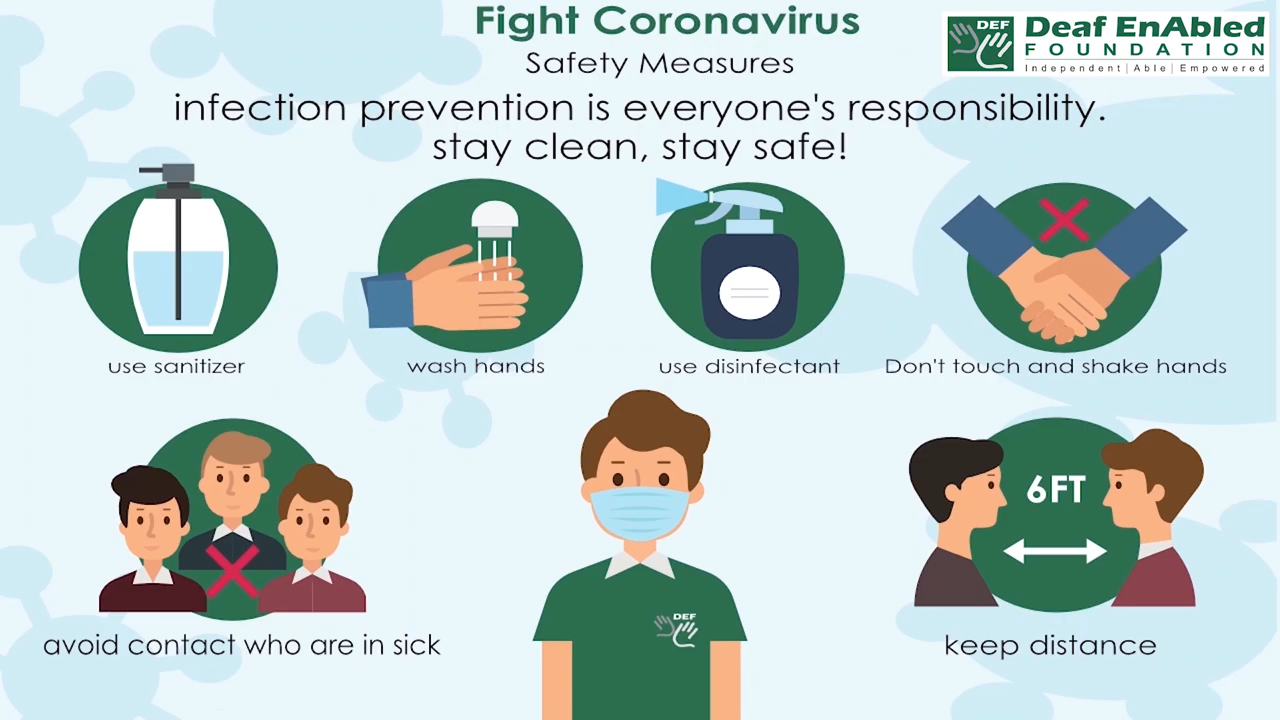 Fight Coronavirus
Safety Measures
DEF
Deaf EnAbled
FOUNDATION
Independent | Able | Empowered
infection prevention is everyone's responsibility.
stay clean, stay safe!
use sanitizer
wash hands
use disinfectant
Don't touch and shake hands
6FT
DEF
avoid contact who are in sick
keep distance